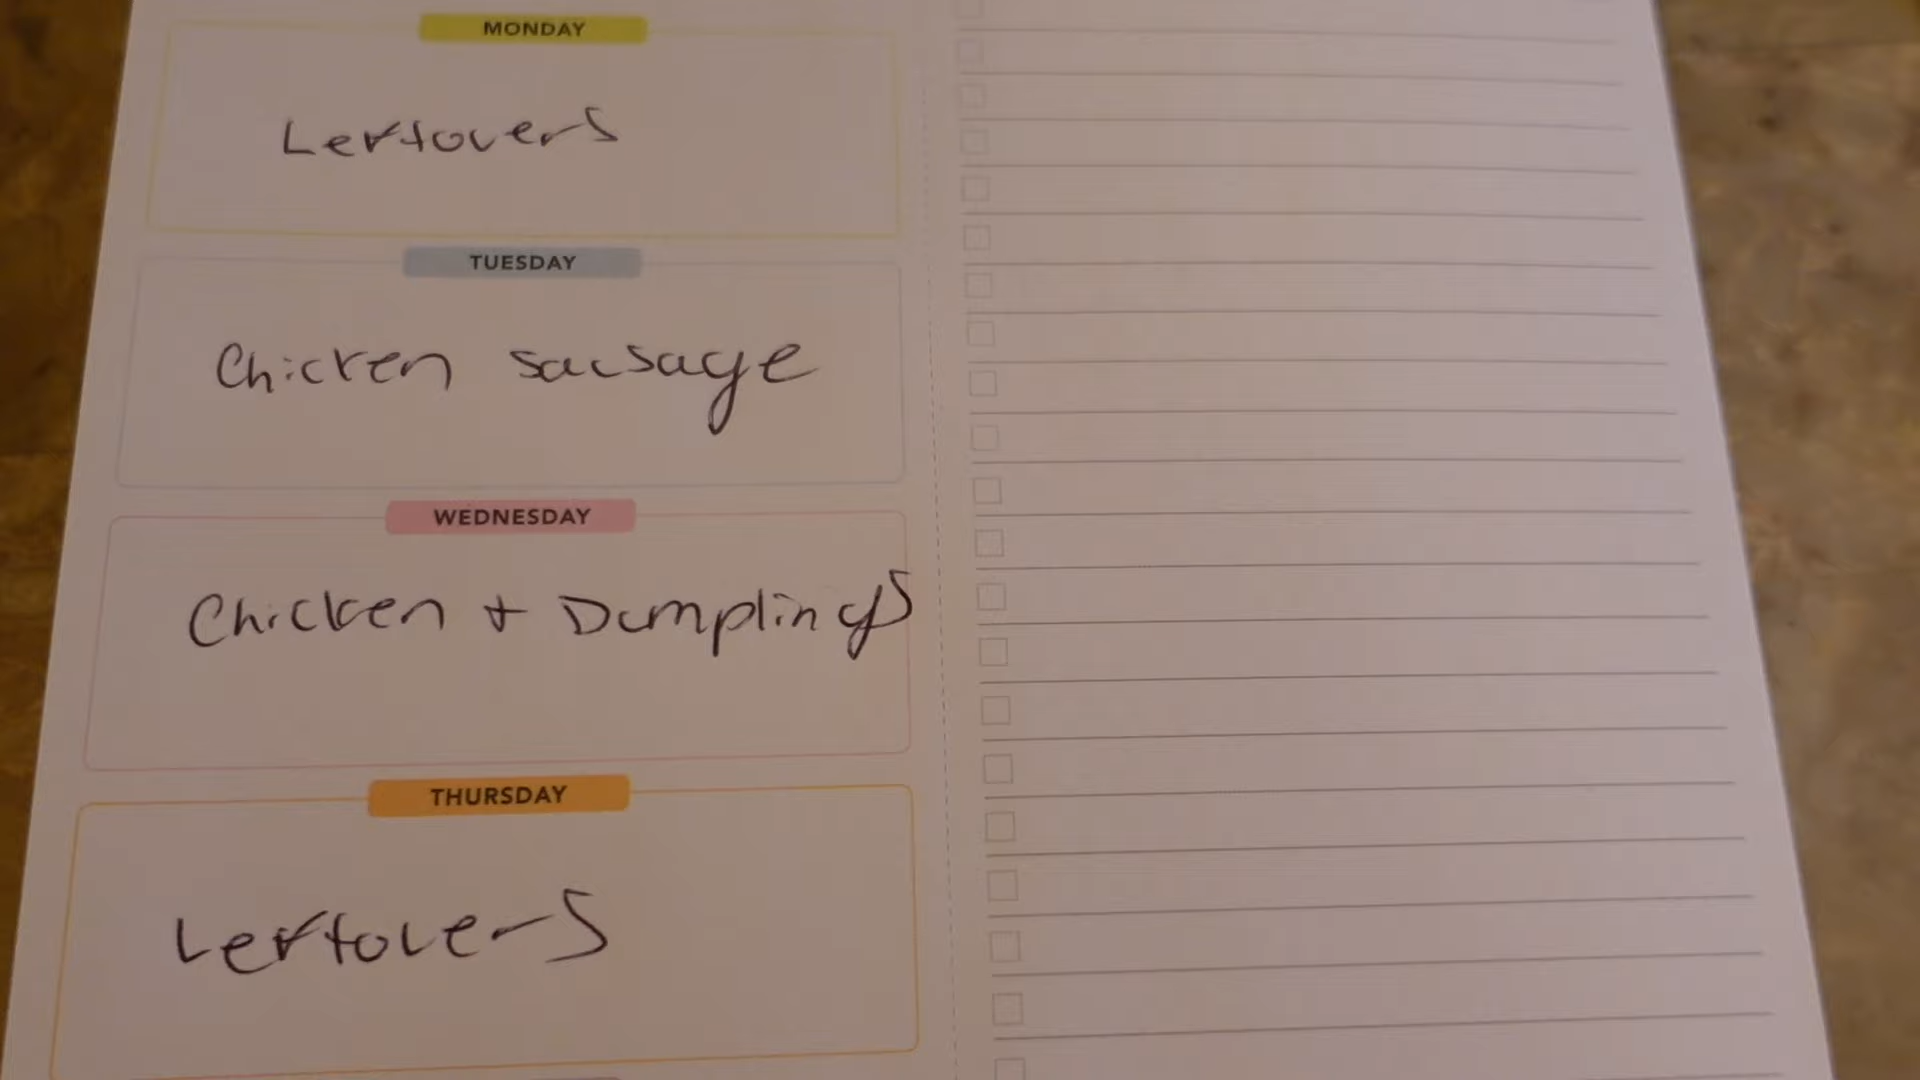 MONDAY
Leftovers
TUESDAY
Chicken sausage
WEDNESDAY
Chicken + Dumplings
THURSDAY
Leftovers